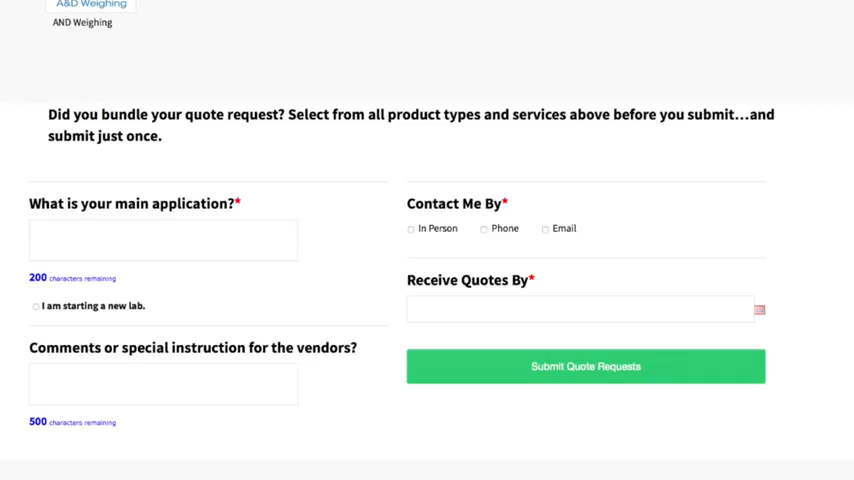 A&D Weighing
AND Weighing
Did you bundle your quote request? Select from all product types and services above before you submit...and
submit just once.
What is your main application?*
200 characters remaining
I am starting a new lab.
Comments or special instruction for the vendors?
500 characters remaining
Contact Me By*
In Person Phone Email
Receive Quotes By*
Submit Quote Requests